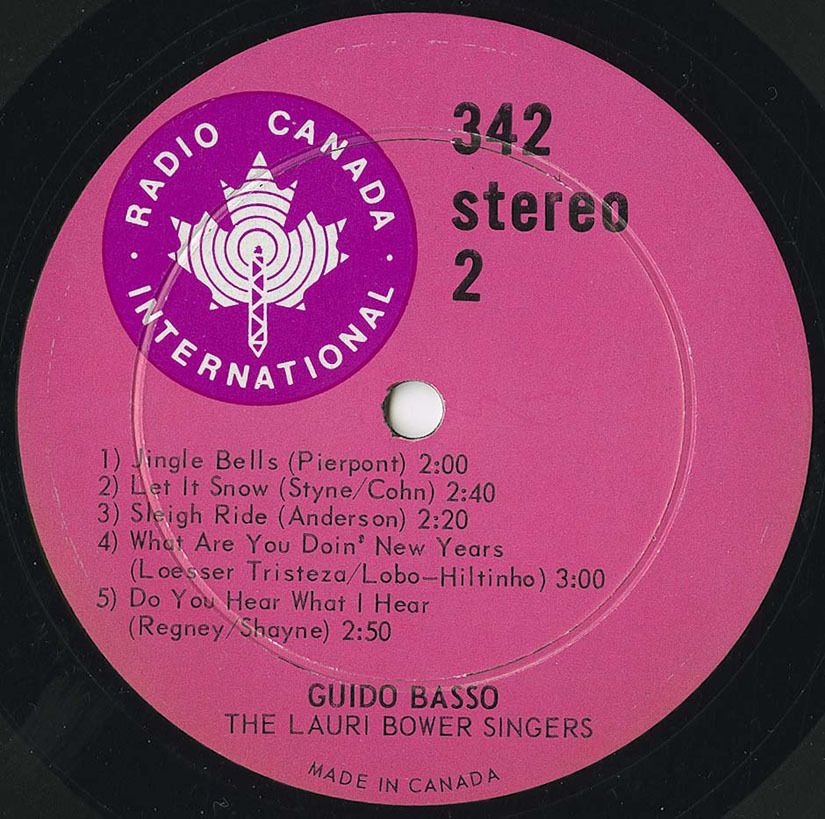 RADIO CANADA
INTERNATIONAL
342
stereo
2
1) Jingle Bells (Pierpont) 2:00
2) Let It Snow (Styne/Cohn) 2:40
3) Sleigh Ride (Anderson) 2:20
4) What Are You Doin' New Years
(Loesser Tristeza/Lobo-Hiltinho) 3:00
5) Do You Hear What I Hear
(Regney/Shayne) 2:50
GUIDO BASSO
THE LAURI BOWER SINGERS
MADE IN CANADA